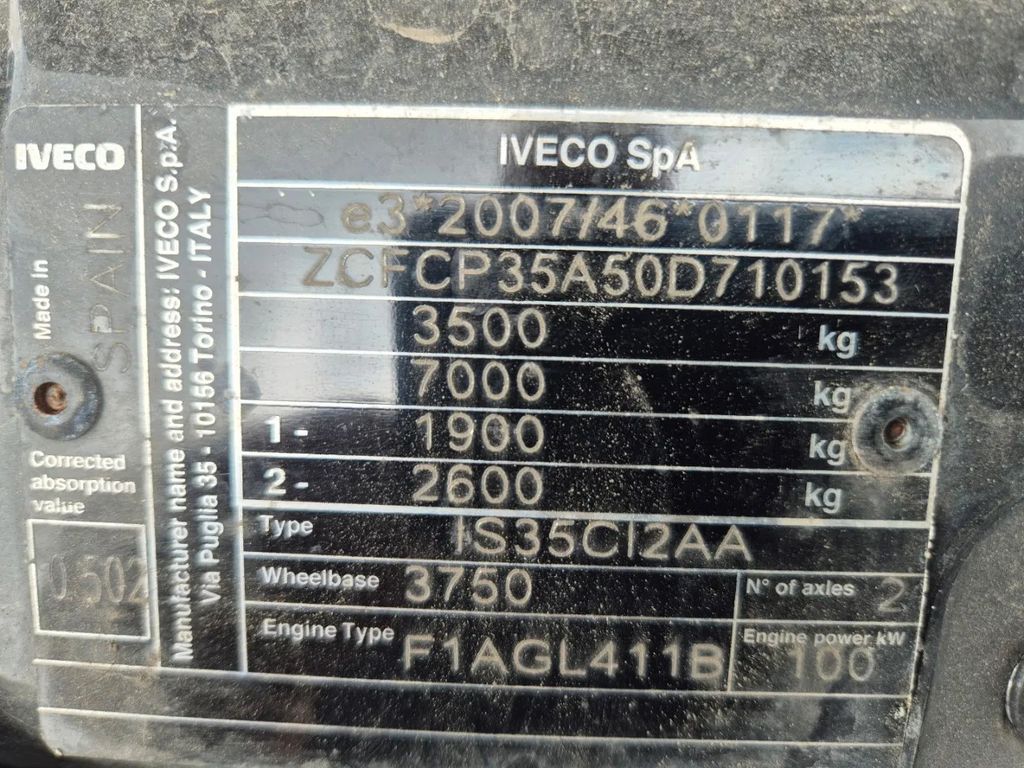 IVECO
Made in SPAIN
Corrected
absorption
value
0.502
Manufacturer name and address: IVECO S.p.A.
Via Puglia 35 - 10156 Torino - ITALY
IVECO SpA
e3*2007/46*0117*
ZCFCP35A50D710153
3500 kg
7000 kg
1- 1900 kg
2- 2600 kg
Type IS35CI2AA
Wheelbase 3750 N° of axles 2
Engine Type F1AGL411B Engine power kW 100